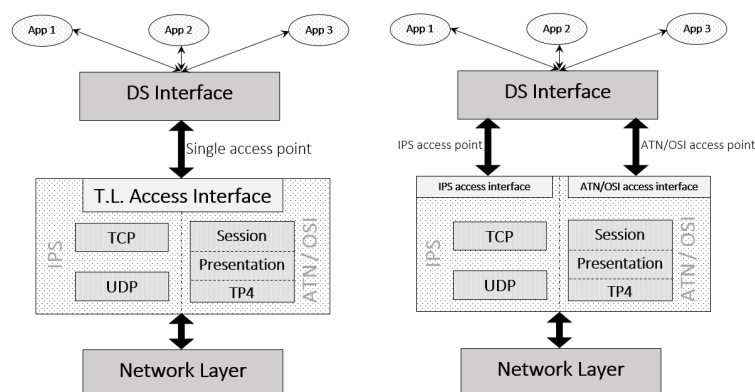 App 1
App 2
App 3
DS Interface
Single access point
T.L. Access Interface
IPS
TCP
UDP
Session
Presentation
TP4
ATN / OSI
Network Layer
App 1
App 2
App 3
DS Interface
IPS access point
ATN/OSI access point
IPS access interface
ATN/OSI access interface
IPS
TCP
UDP
Session
Presentation
TP4
ATN / OSI
Network Layer